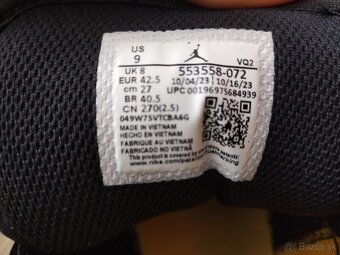 US
9
VQ2
UK 8
553558-072
EUR 42.5
10/04/23
10/16/23
cm 27
UPC 00196975684939
BR 40.5
CN 270(2.5)
049W75VTCBA6G
MADE IN VIETNAM
HECHO EN VIETNAM
FABRIQUE AU VIETNAM
FABRICADO NO VIETNÃ
© Bazos.sk